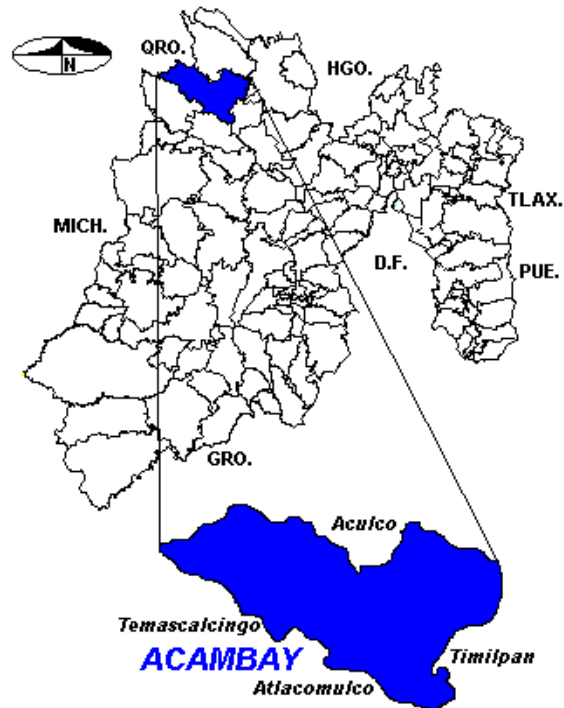 QRO.
HGO.
N
TLAX.
MICH.
D.F.
PUE.
GRO.
Aculco
Temascalcingo
ACAMBAY
Timilpan
Atlacomulco